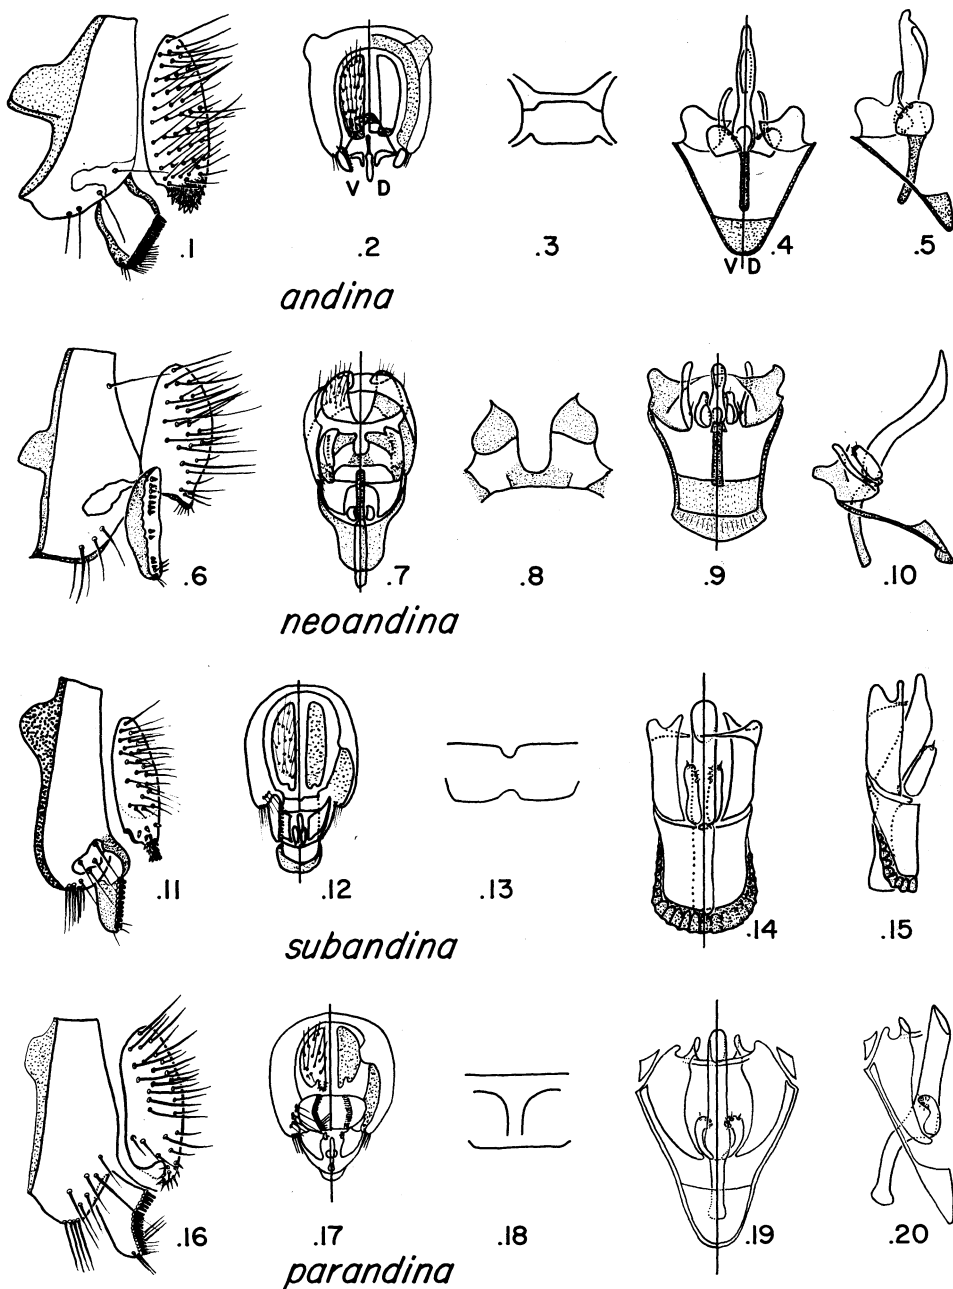 V D
.1 .2 .3 .4 .5
V D
andina
.6 .7 .8 .9 .10
neoandina
.11 .12 .13 .14 .15
subandina
.16 .17 .18 .19 .20
parandina